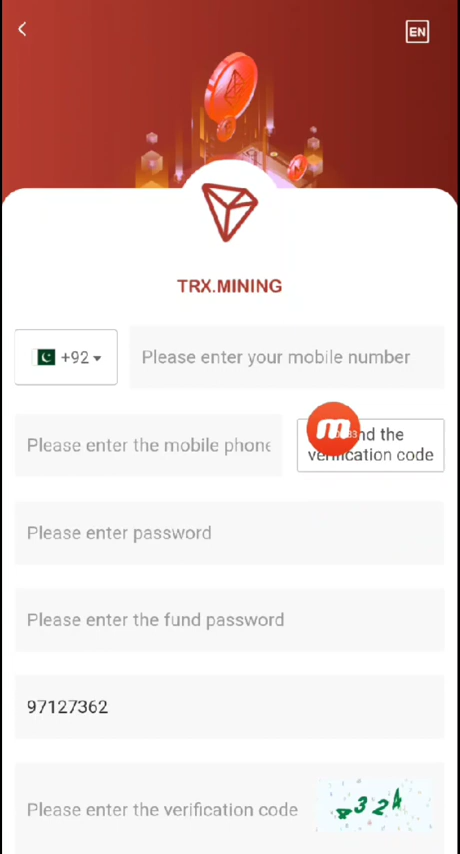 EN
TRX.MINING
+92
Please enter your mobile number
Please enter the mobile phone
nd the
verification code
Please enter password
Please enter the fund password
97127362
Please enter the verification code
4324